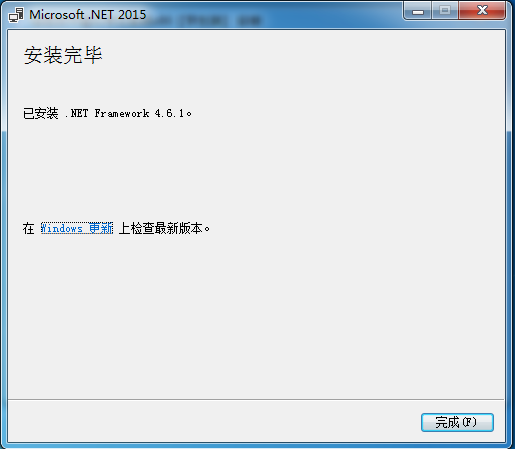 Microsoft .NET 2015
安装完毕
已安装 .NET Framework 4.6.1。
在 Windows 更新 上检查最新版本。
完成(F)